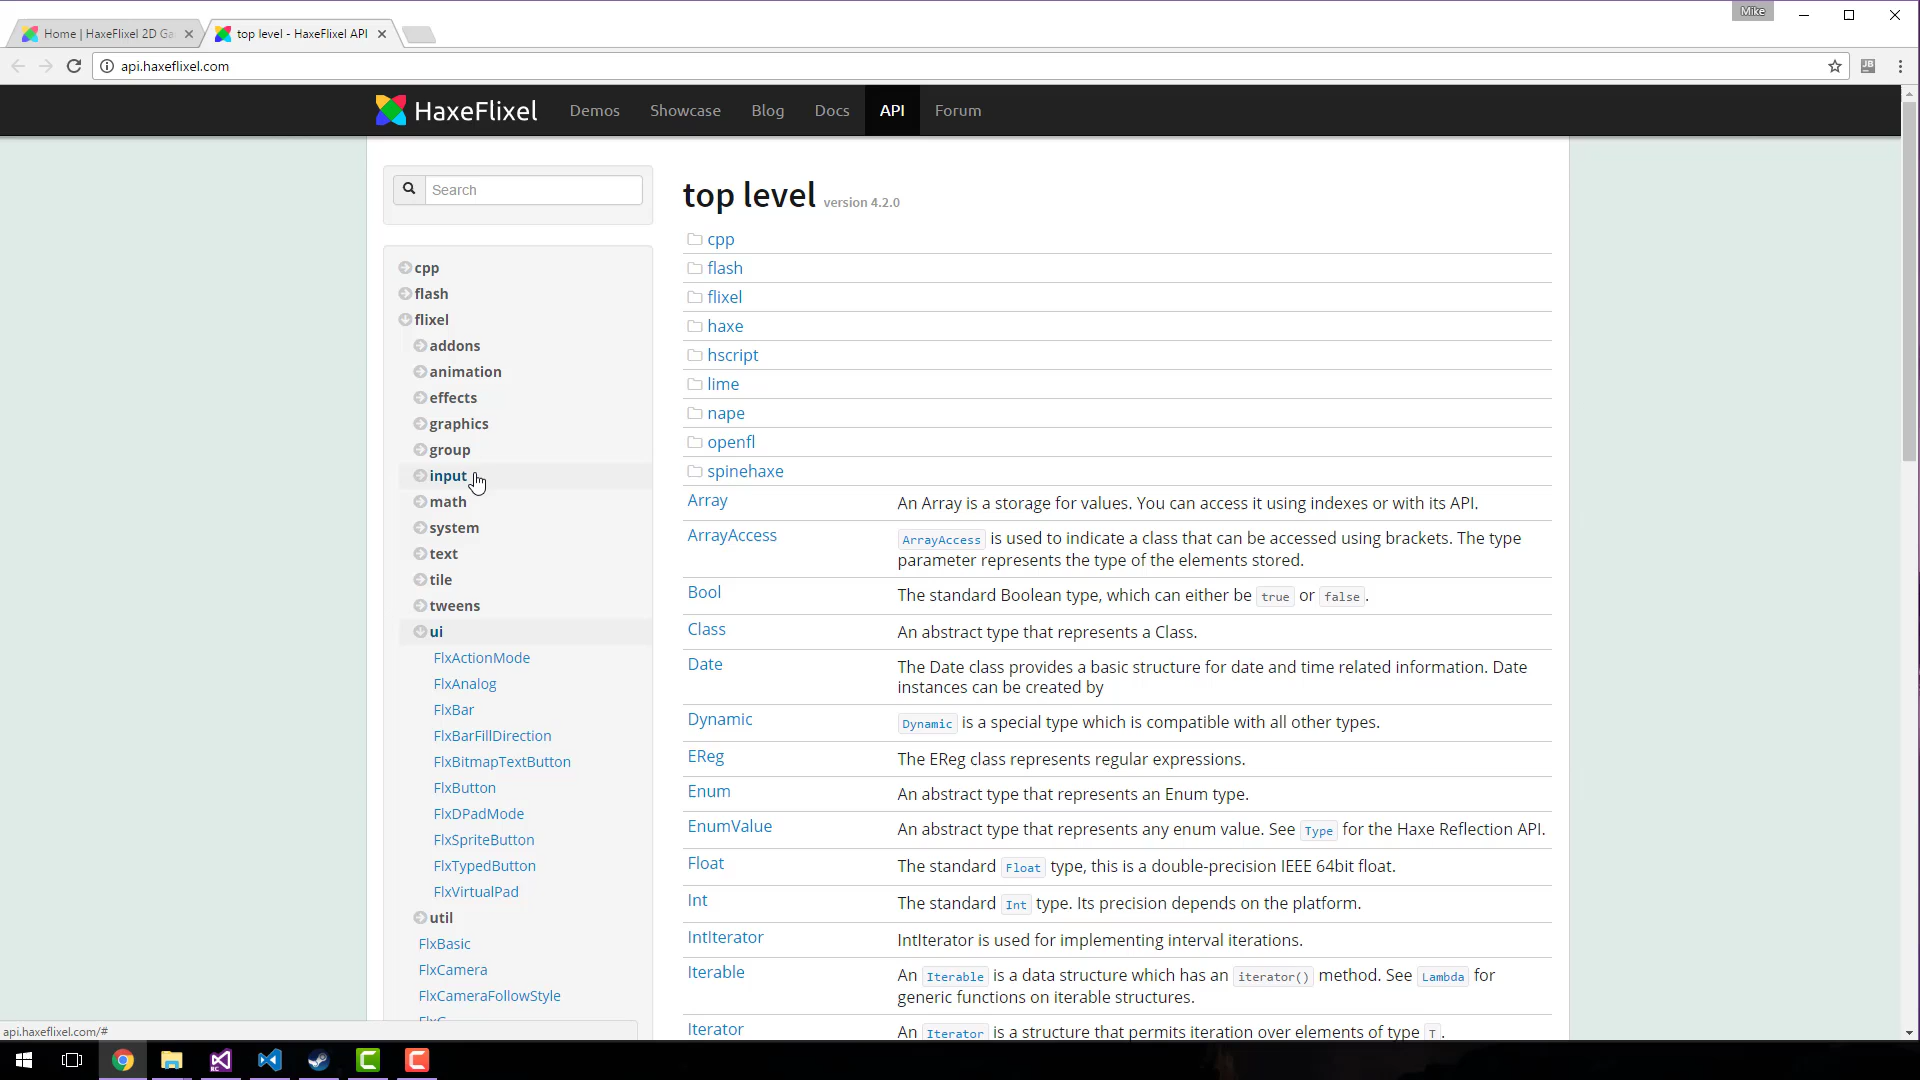 Mike
Home | HaxeFlixel 2D Ga
top level - HaxeFlixel API
api.haxeflixel.com
JB
HaxeFlixel
Demos
Showcase
Blog
Docs
API
Forum
Search
cpp
flash
flixel
addons
animation
effects
graphics
group
input
math
system
text
tile
tweens
ui
FlxActionMode
FlxAnalog
FlxBar
FlxBarFillDirection
FlxBitmapTextButton
FlxButton
FlxDPadMode
FlxSpriteButton
FlxTypedButton
FlxVirtualPad
util
FlxBasic
FlxCamera
FlxCameraFollowStyle
top level version 4.2.0
cpp
flash
flixel
haxe
hscript
lime
nape
openfl
spinehaxe
Array An Array is a storage for values. You can access it using indexes or with its API.
ArrayAccess ArrayAccess is used to indicate a class that can be accessed using brackets. The type
parameter represents the type of the elements stored.
Bool The standard Boolean type, which can either be true or false.
Class An abstract type that represents a Class.
Date The Date class provides a basic structure for date and time related information. Date
instances can be created by
Dynamic Dynamic is a special type which is compatible with all other types.
EReg The EReg class represents regular expressions.
Enum An abstract type that represents an Enum type.
EnumValue An abstract type that represents any enum value. See Type for the Haxe Reflection API.
Float The standard Float type, this is a double-precision IEEE 64bit float.
Int The standard Int type. Its precision depends on the platform.
IntIterator IntIterator is used for implementing interval iterations.
Iterable An Iterable is a data structure which has an iterator() method. See Lambda for
generic functions on iterable structures.
Iterator An Iterator is a structure that permits iteration over elements of type T.
api.haxeflixel.com/#